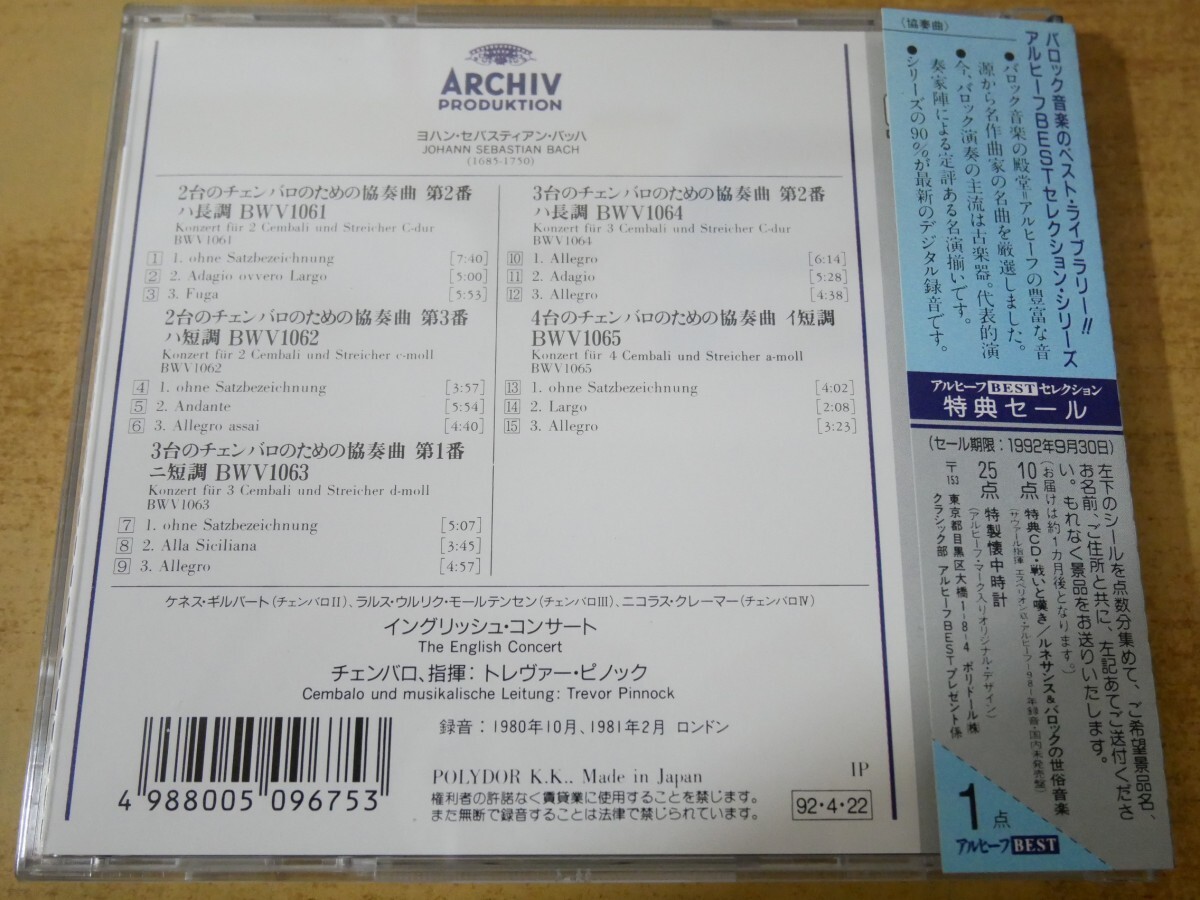 ARCHIV
PRODUKTION
ヨハン・セバスティアン・バッハ
JOHANN SEBASTIAN BACH
(1685-1750)
2台のチェンバロのための協奏曲 第2番
ハ長調 BWV1061
Konzert für 2 Cembali und Streicher C-dur
BWV1061
1 1. ohne Satzbezeichnung [7:40]
2 2. Adagio ovvero Largo [5:00]
3 3. Fuga [5:53]
2台のチェンバロのための協奏曲 第3番
ハ短調 BWV1062
Konzert für 2 Cembali und Streicher c-moll
BWV1062
4 1. ohne Satzbezeichnung [3:57]
5 2. Andante [5:54]
6 3. Allegro assai [4:40]
3台のチェンバロのための協奏曲 第1番
ニ短調 BWV1063
Konzert für 3 Cembali und Streicher d-moll
BWV1063
7 1. ohne Satzbezeichnung [5:07]
8 2. Alla Siciliana [3:45]
9 3. Allegro [4:57]
3台のチェンバロのための協奏曲 第2番
ハ長調 BWV1064
Konzert für 3 Cembali und Streicher C-dur
BWV1064
10 1. Allegro [6:14]
11 2. Adagio [5:28]
12 3. Allegro [4:38]
4台のチェンバロのための協奏曲 イ短調
BWV1065
Konzert für 4 Cembali und Streicher a-moll
BWV1065
13 1. ohne Satzbezeichnung [4:02]
14 2. Largo [2:08]
15 3. Allegro [3:23]
ケネス・ギルバート(チェンバロII)、ラルス・ウルリク・モールテンセン(チェンバロIII)、ニコラス・クレーマー(チェンバロIV)
イングリッシュ・コンサート
The English Concert
チェンバロ、指揮: トレヴァー・ピノック
Cembalo und musikalische Leitung: Trevor Pinnock
録音:1980年10月、1981年2月 ロンドン
4 988005 096753
POLYDOR K.K., Made in Japan
1P
権利者の許諾なく賃貸業に使用することを禁じます。
また無断で録音することは法律で禁じられています。
92・4・22
〈協奏曲〉
バロック音楽のベスト・ライブラリー!!
アルヒーフBESTセレクション・シリーズ
●バロック音楽の殿堂=アルヒーフの豊富な音
源から名作曲家の名曲を厳選しました。
●今、バロック演奏の主流は古楽器。代表的演
奏家陣による定評ある名演揃いです。
●シリーズの90%が最新のデジタル録音です。
アルヒーフBESTセレクション
特典セール
(セール期限:1992年9月30日)
左下のシールを点数分集めて、ご希望景品名、
お名前、ご住所と共に、左記あてご送付くださ
い。もれなく景品をお送りいたします。
(お届けは約1カ月後となります。)
10点 特典CD・戦いと嘆き/ルネサンス&バロックの世俗音楽
25点 特製懐中時計
(アルヒーフ・マーク入りオリジナル・デザイン)
〒153 東京都目黒区大橋1-8-4 ポリドール㈱
クラシック部 アルヒーフBESTプレゼント係
1点
アルヒーフBEST